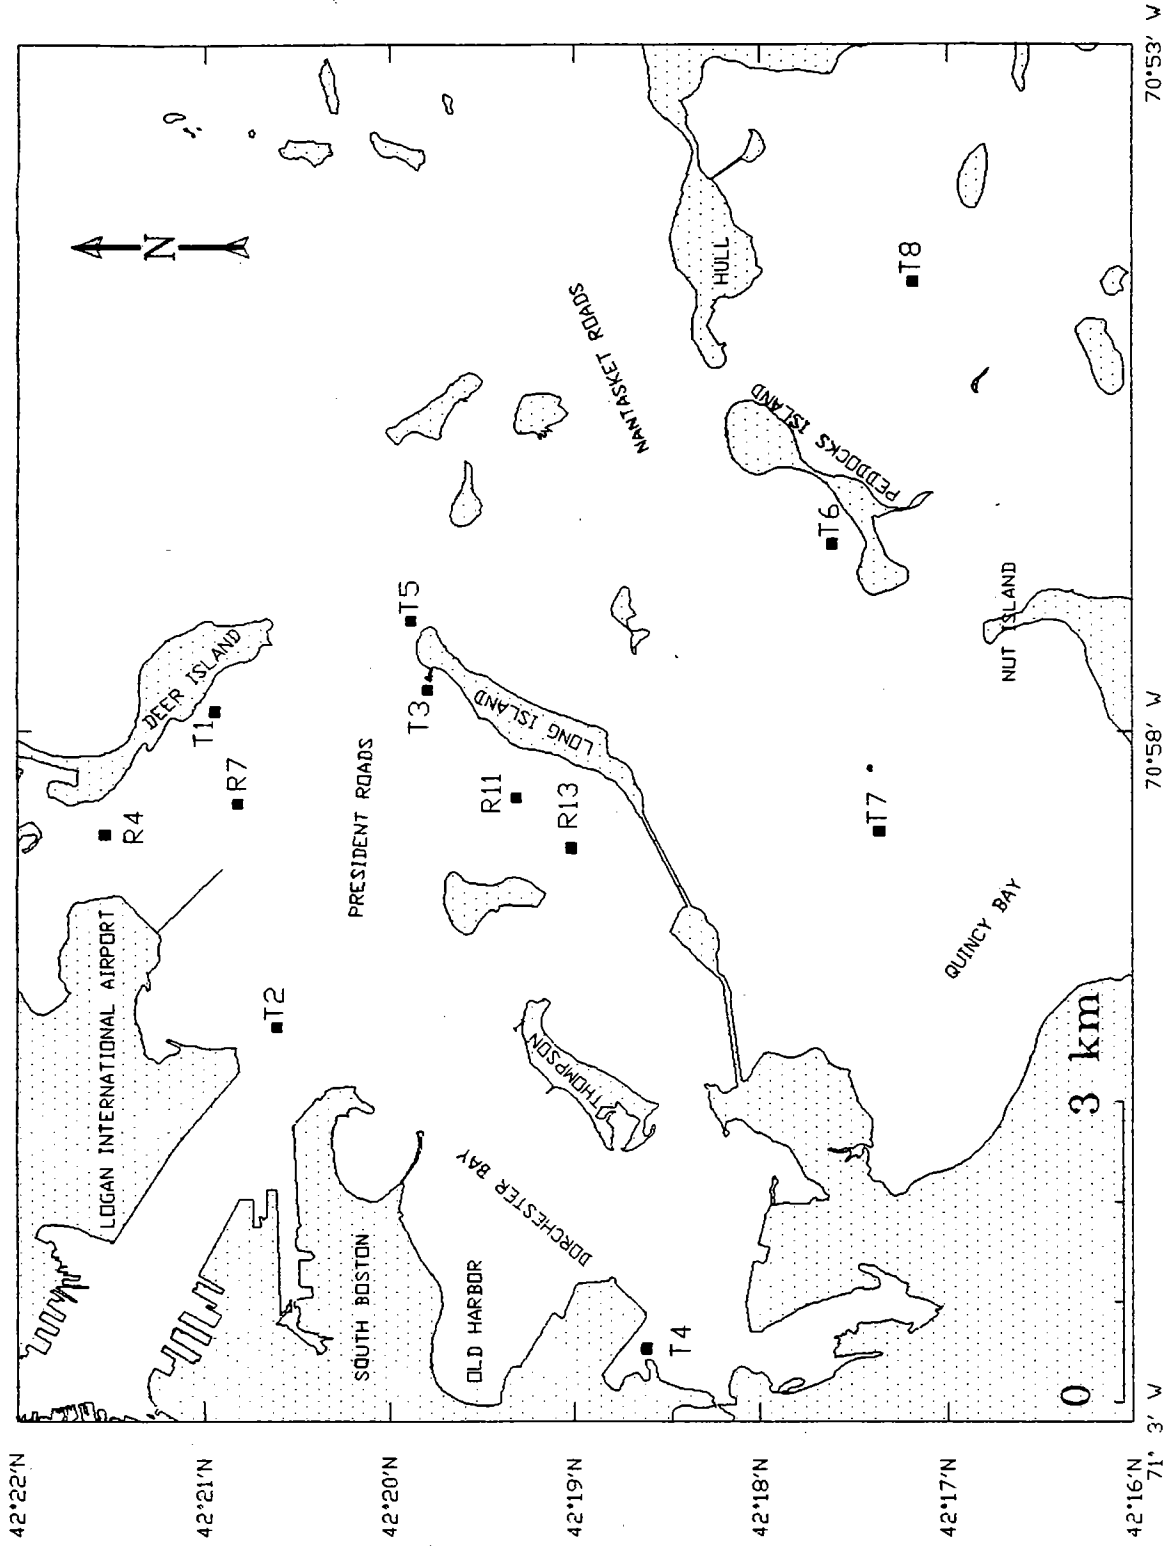 42°22'N
42°21'N
42°20'N
42°19'N
42°18'N
42°17'N
42°16'N
71° 3' W
70°58' W
70°53' W
N
LOGAN INTERNATIONAL AIRPORT
R4
DEER ISLAND
T1
R7
T2
PRESIDENT ROADS
SOUTH BOSTON
T5
T3
LONG ISLAND
NANTASKET ROADS
OLD HARBOR
DORCHESTER BAY
THOMPSON
R11
R13
HULL
T4
PEDDOCKS ISLAND
T6
T8
T7
QUINCY BAY
NUT ISLAND
0 3 km